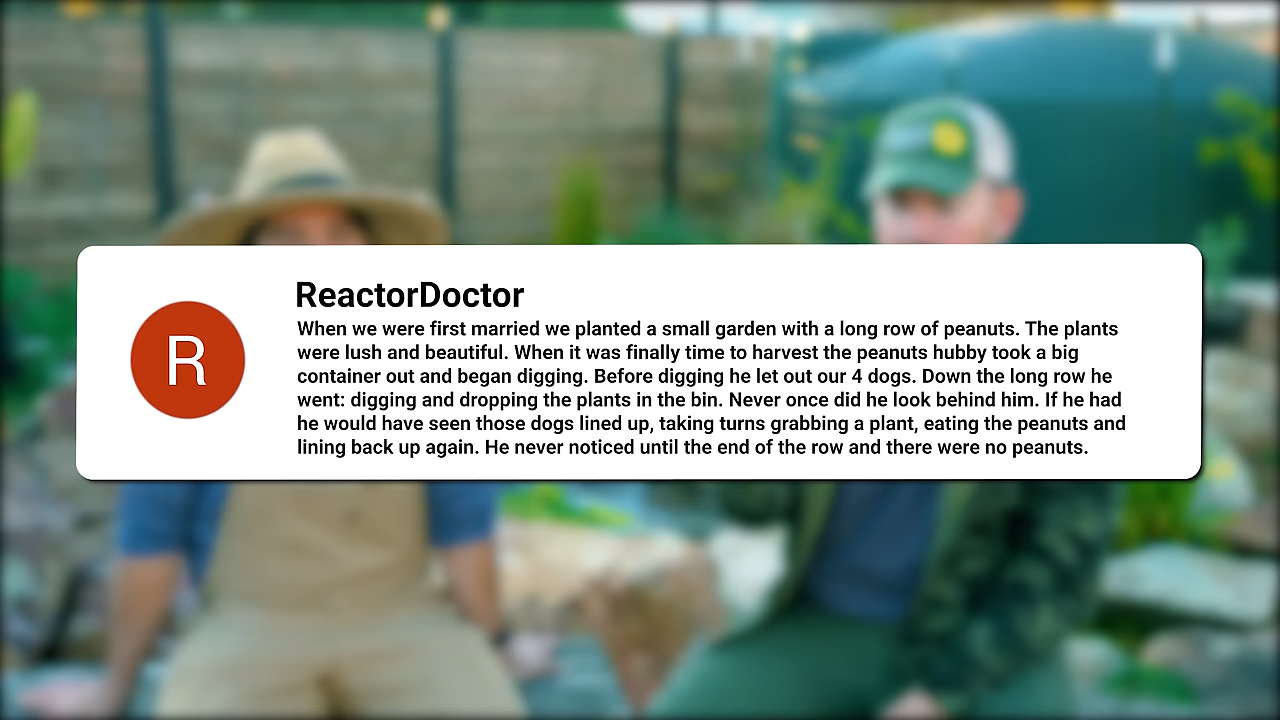 R
ReactorDoctor
When we were first married we planted a small garden with a long row of peanuts. The plants
were lush and beautiful. When it was finally time to harvest the peanuts hubby took a big
container out and began digging. Before digging he let out our 4 dogs. Down the long row he
went: digging and dropping the plants in the bin. Never once did he look behind him. If he had
he would have seen those dogs lined up, taking turns grabbing a plant, eating the peanuts and
lining back up again. He never noticed until the end of the row and there were no peanuts.